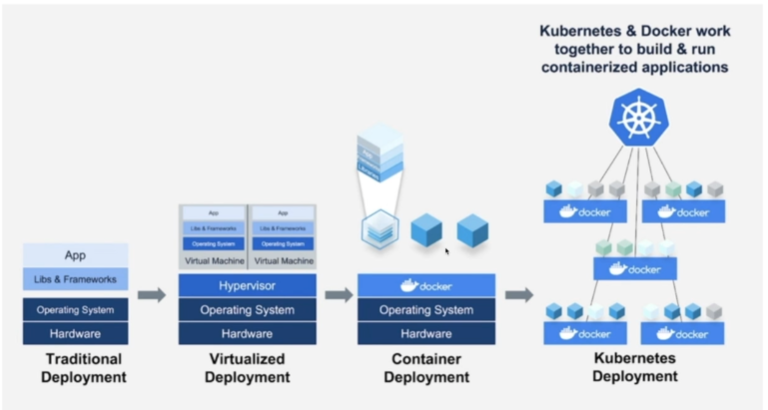 Kubernetes & Docker work
together to build & run
containerized applications
App
Libs & Frameworks
Operating System
Hardware
Traditional
Deployment
App
Libs & Frameworks
Operating System
Virtual Machine
App
Libs & Frameworks
Operating System
Virtual Machine
Hypervisor
Operating System
Hardware
Virtualized
Deployment
Libraries
docker
Operating System
Hardware
Container
Deployment
docker
docker
docker
docker
docker
Kubernetes
Deployment